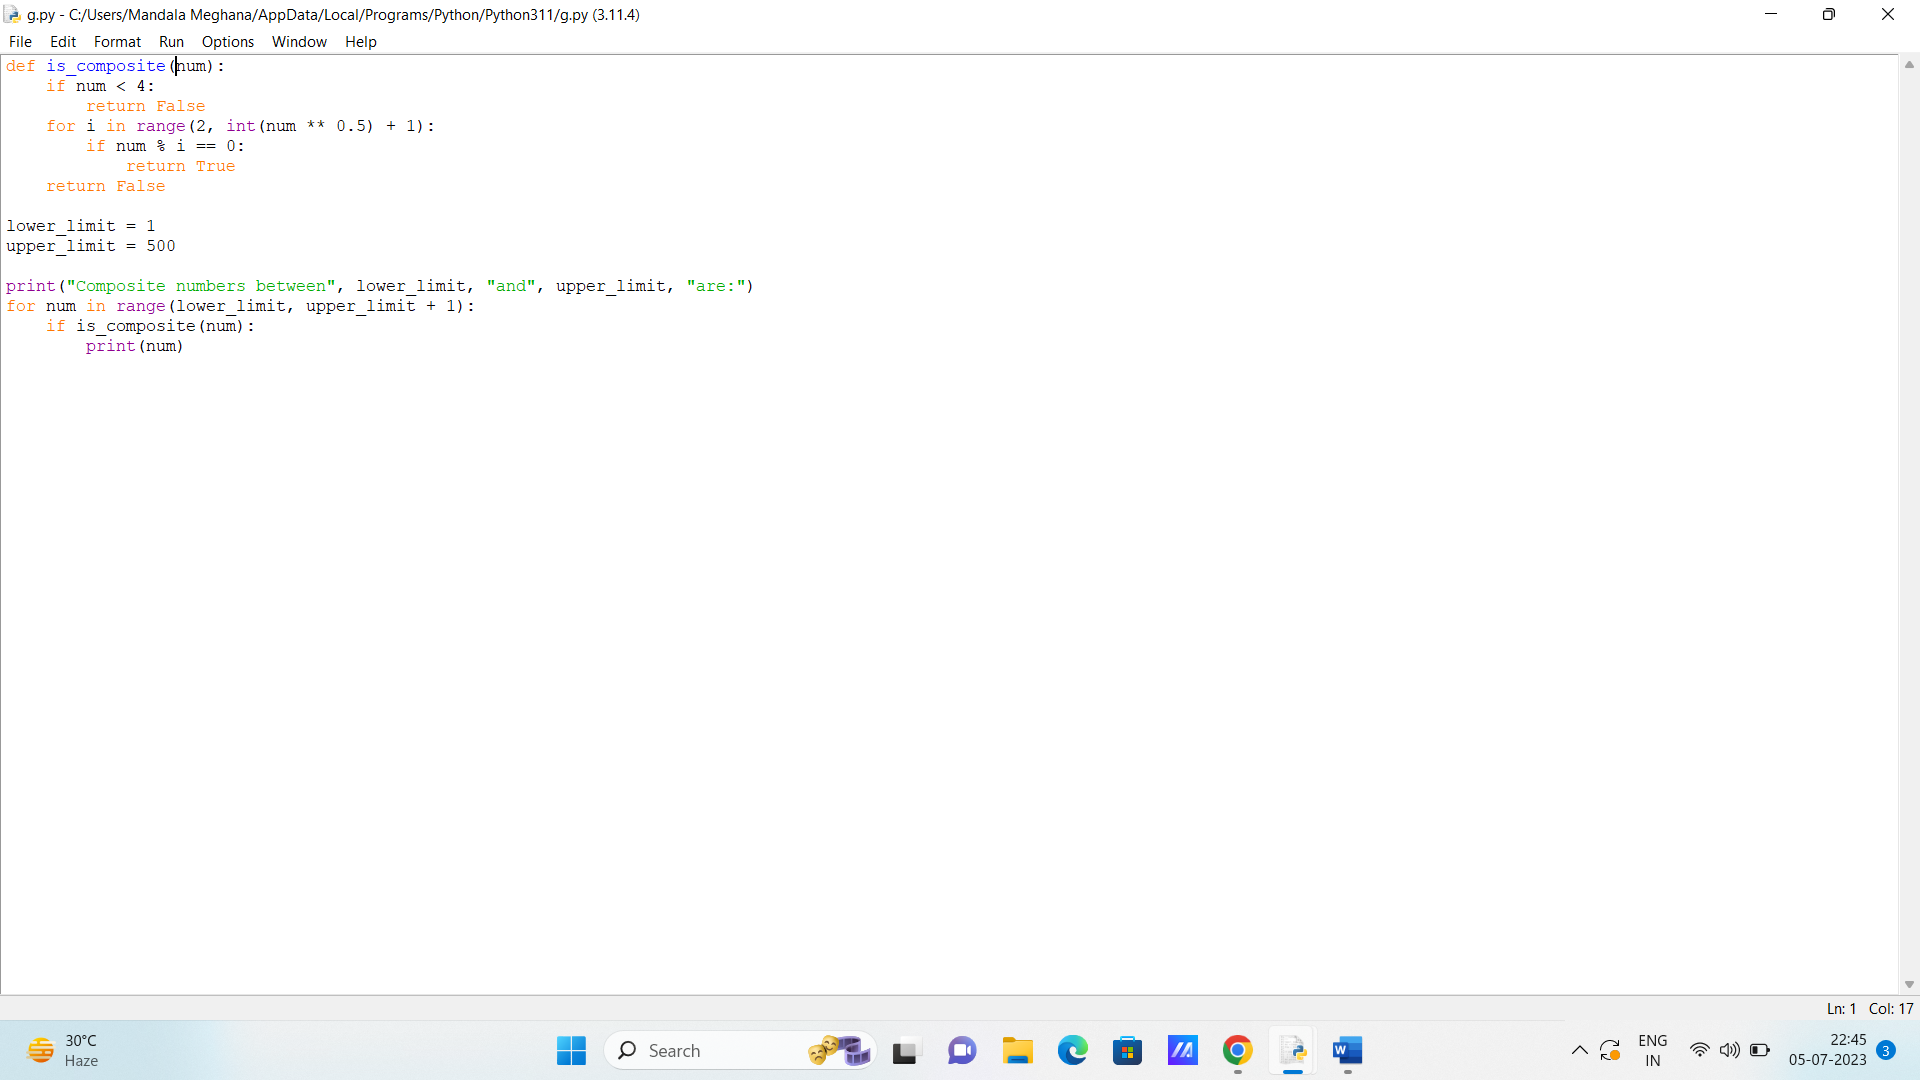 g.py - C:/Users/Mandala Meghana/AppData/Local/Programs/Python/Python311/g.py (3.11.4)
File Edit Format Run Options Window Help
def is_composite(num):
    if num < 4:
        return False
    for i in range(2, int(num ** 0.5) + 1):
        if num % i == 0:
            return True
    return False

lower_limit = 1
upper_limit = 500

print("Composite numbers between", lower_limit, "and", upper_limit, "are:")
for num in range(lower_limit, upper_limit + 1):
    if is_composite(num):
        print(num)
Ln: 1 Col: 17
30°C
Haze
Search
W
ENG
IN
22:45
05-07-2023
3